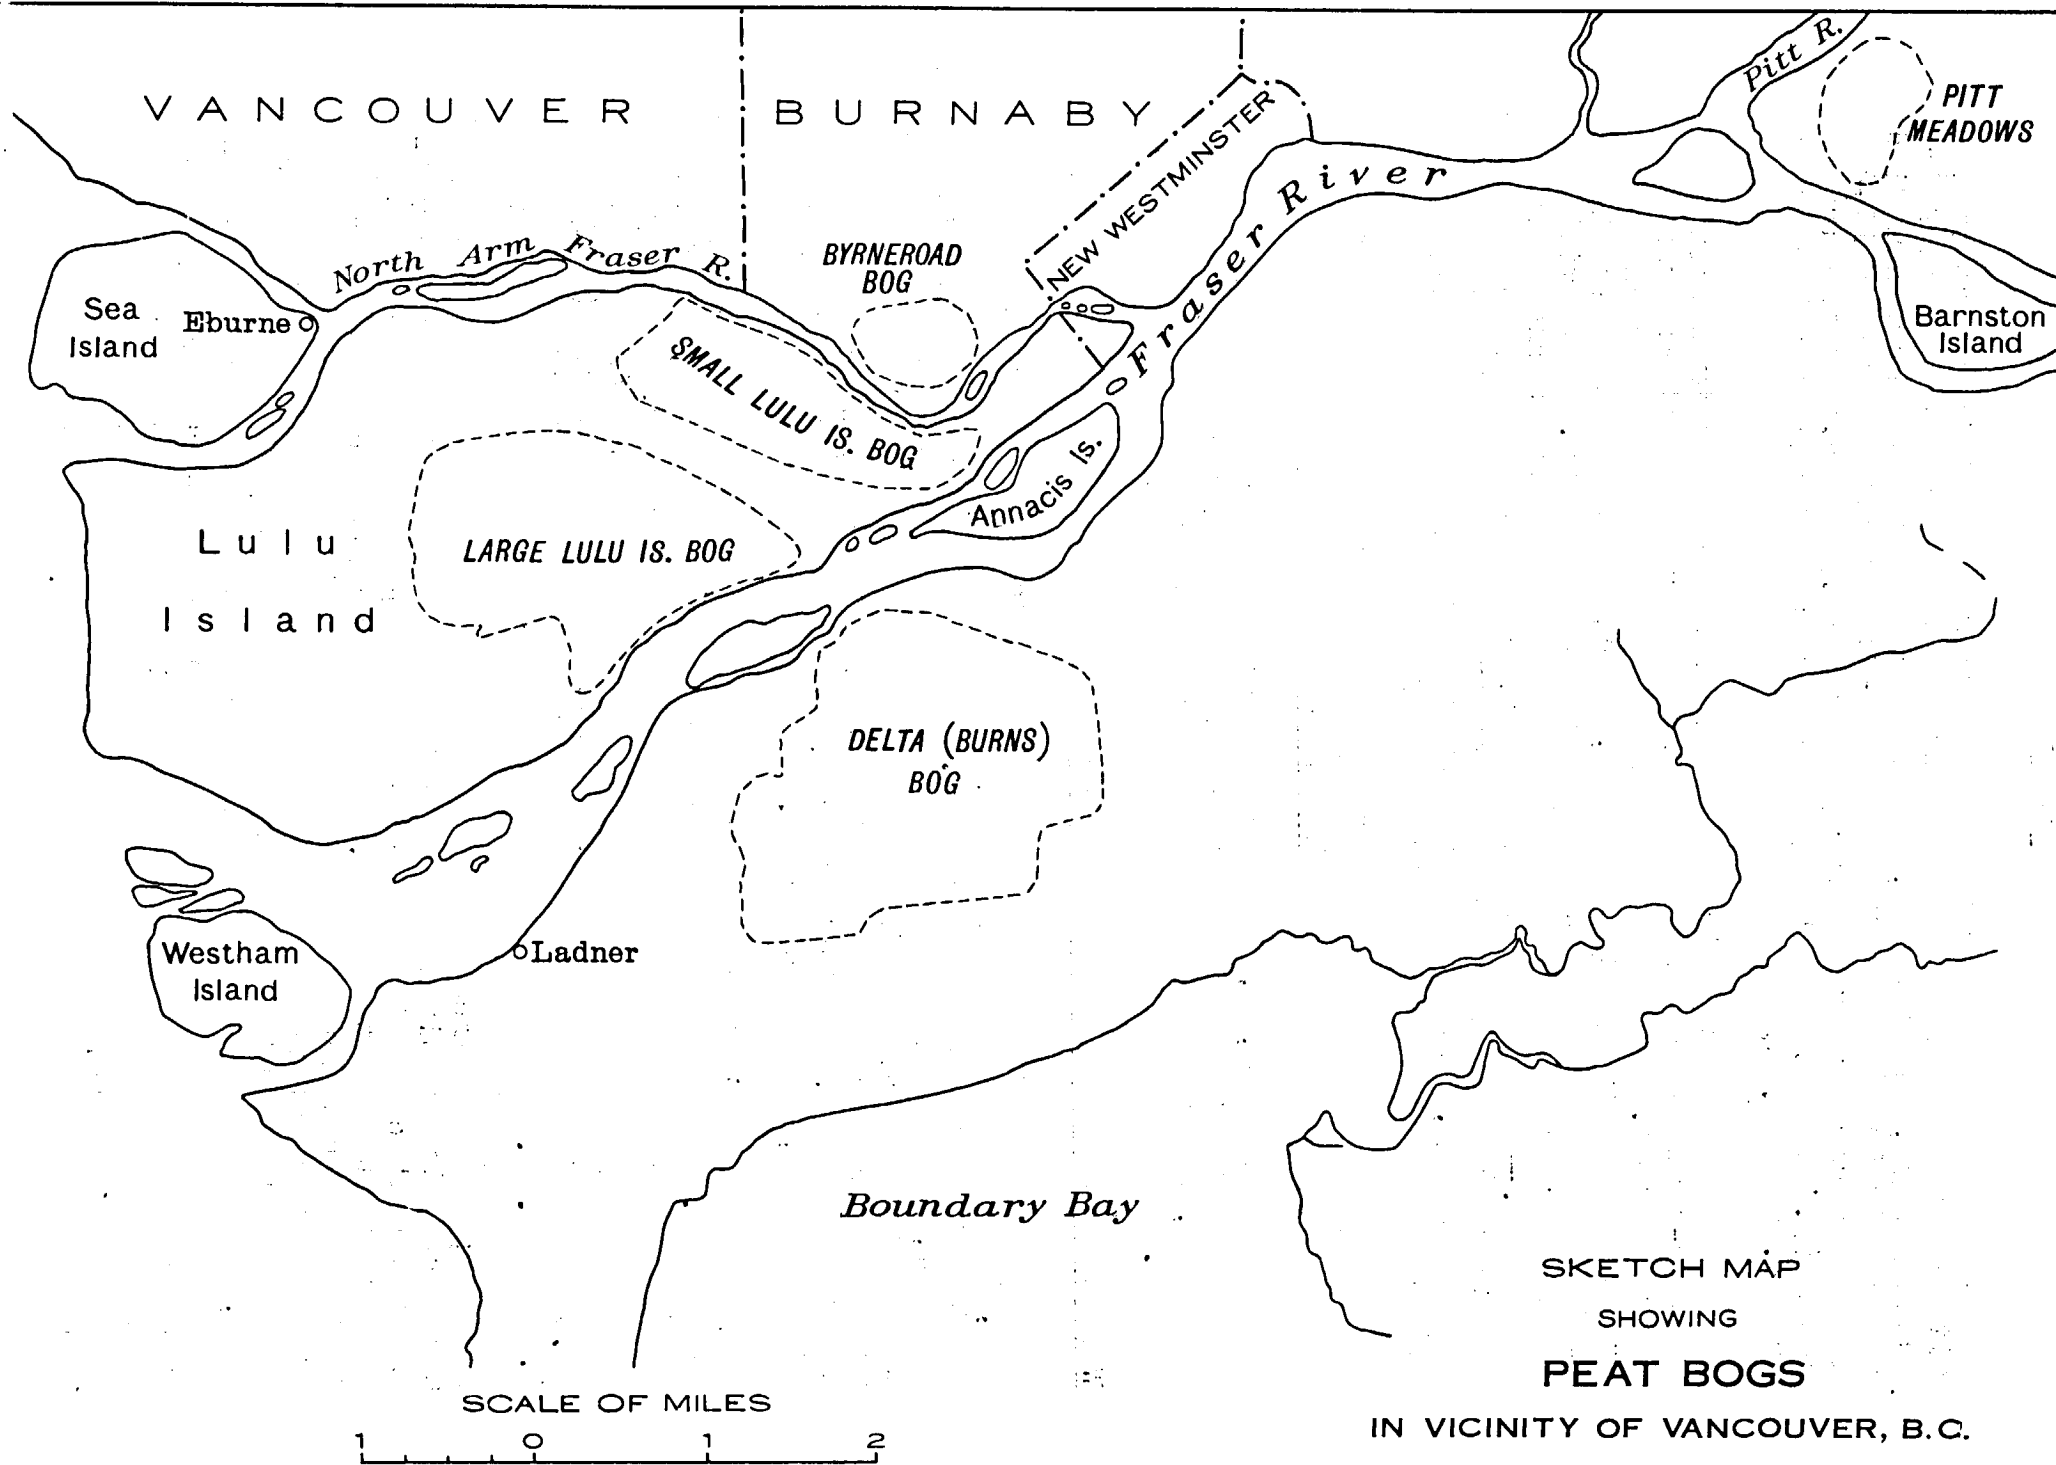 VANCOUVER
BURNABY
NEW WESTMINSTER
Pitt R.
PITT
MEADOWS
Fraser River
North Arm Fraser R.
BYRNEROAD
BOG
Sea
Island
Eburne
Barnston
Island
SMALL LULU IS. BOG
Annacis Is.
Lulu
Island
LARGE LULU IS. BOG
DELTA (BURNS)
BOG
Westham
Island
Ladner
Boundary Bay
SKETCH MAP
SHOWING
PEAT BOGS
IN VICINITY OF VANCOUVER, B.C.
SCALE OF MILES
1 0 1 2